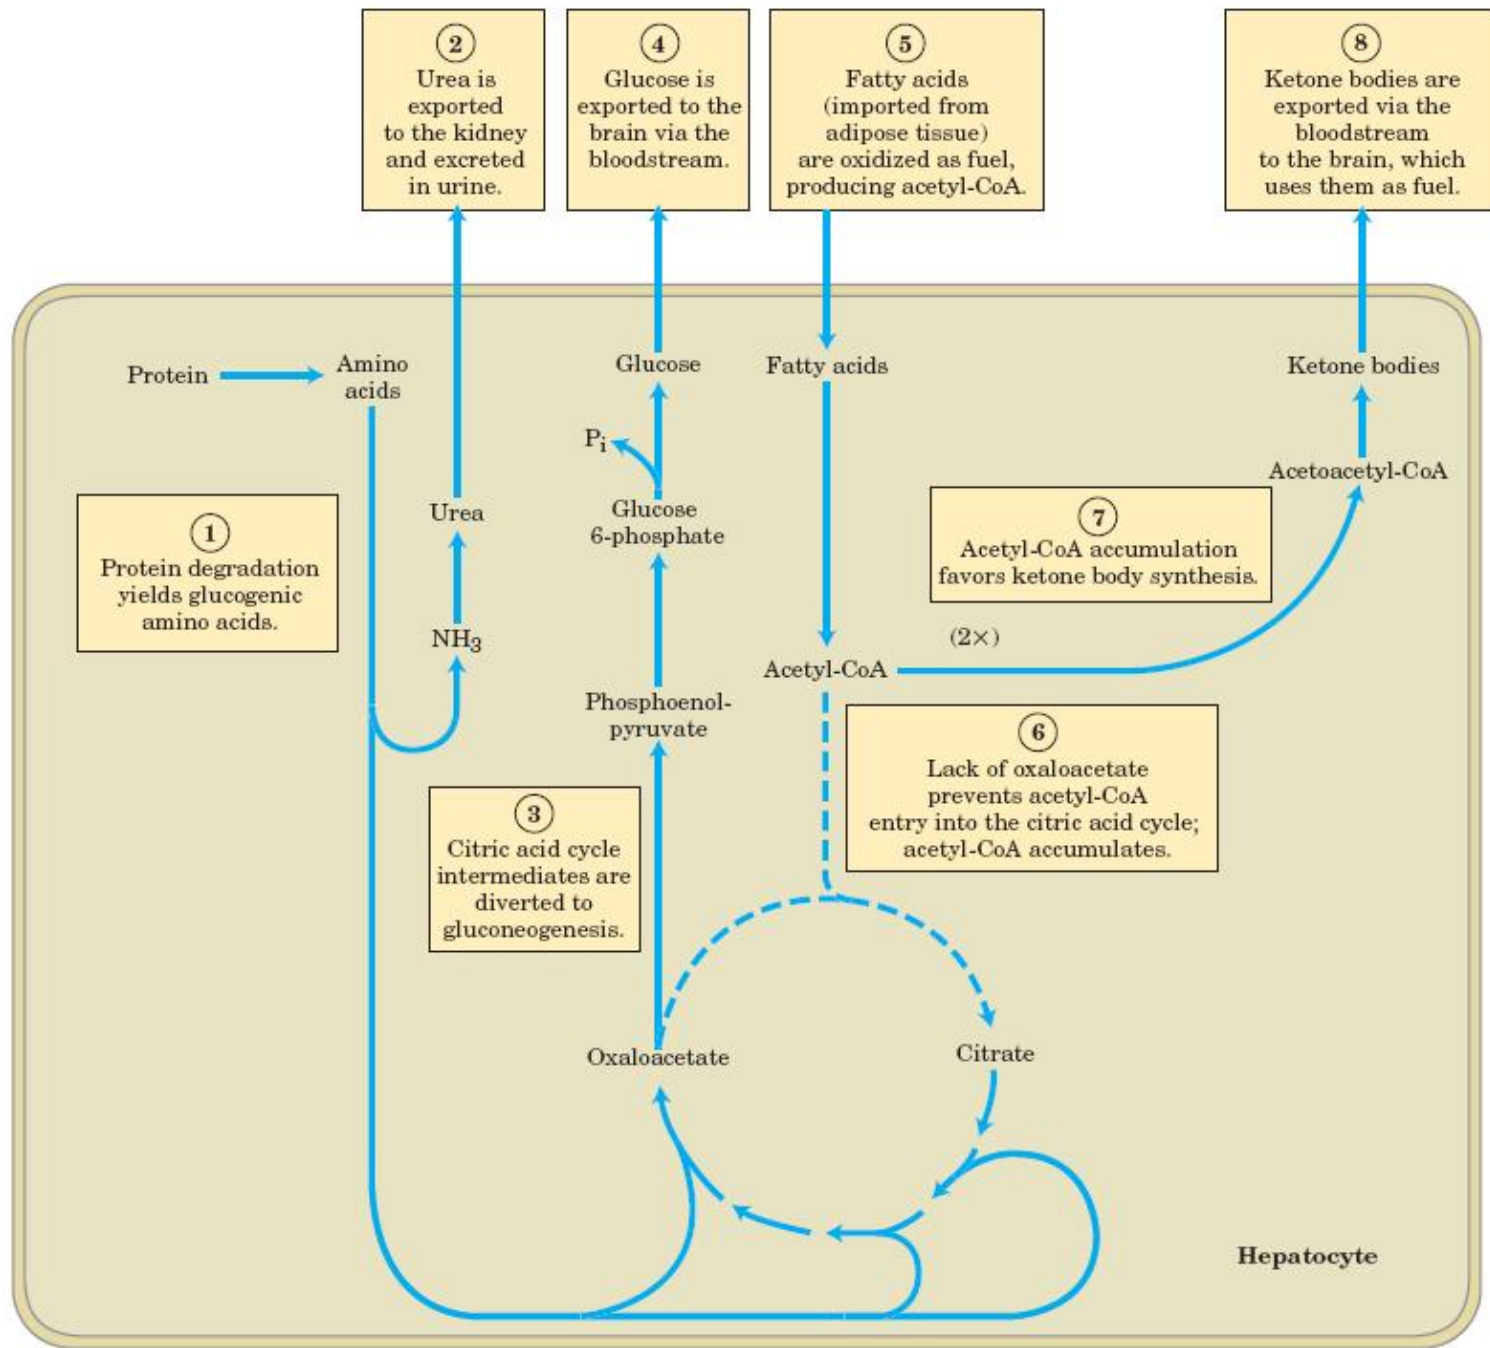 2
Urea is
exported
to the kidney
and excreted
in urine.
4
Glucose is
exported to the
brain via the
bloodstream.
5
Fatty acids
(imported from
adipose tissue)
are oxidized as fuel,
producing acetyl-CoA.
8
Ketone bodies are
exported via the
bloodstream
to the brain, which
uses them as fuel.
Protein
Amino
acids
Glucose
Fatty acids
Ketone bodies
Pi
Acetoacetyl-CoA
Urea
Glucose
6-phosphate
1
Protein degradation
yields glucogenic
amino acids.
7
Acetyl-CoA accumulation
favors ketone body synthesis.
NH3
(2×)
Acetyl-CoA
Phosphoenol-
pyruvate
6
Lack of oxaloacetate
prevents acetyl-CoA
entry into the citric acid cycle;
acetyl-CoA accumulates.
3
Citric acid cycle
intermediates are
diverted to
gluconeogenesis.
Oxaloacetate
Citrate
Hepatocyte